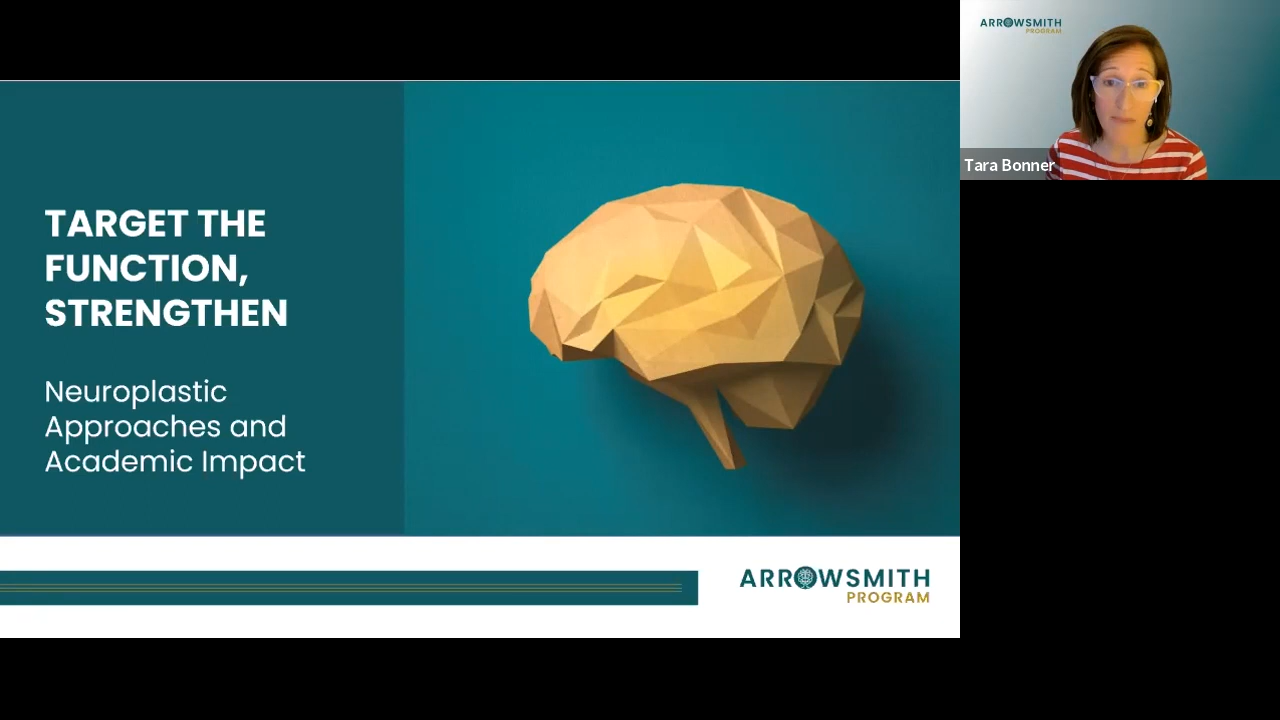 TARGET THE
FUNCTION,
STRENGTHEN
Neuroplastic
Approaches and
Academic Impact
ARROWSMITH
PROGRAM
ARROWSMITH
PROGRAM
Tara Bonner